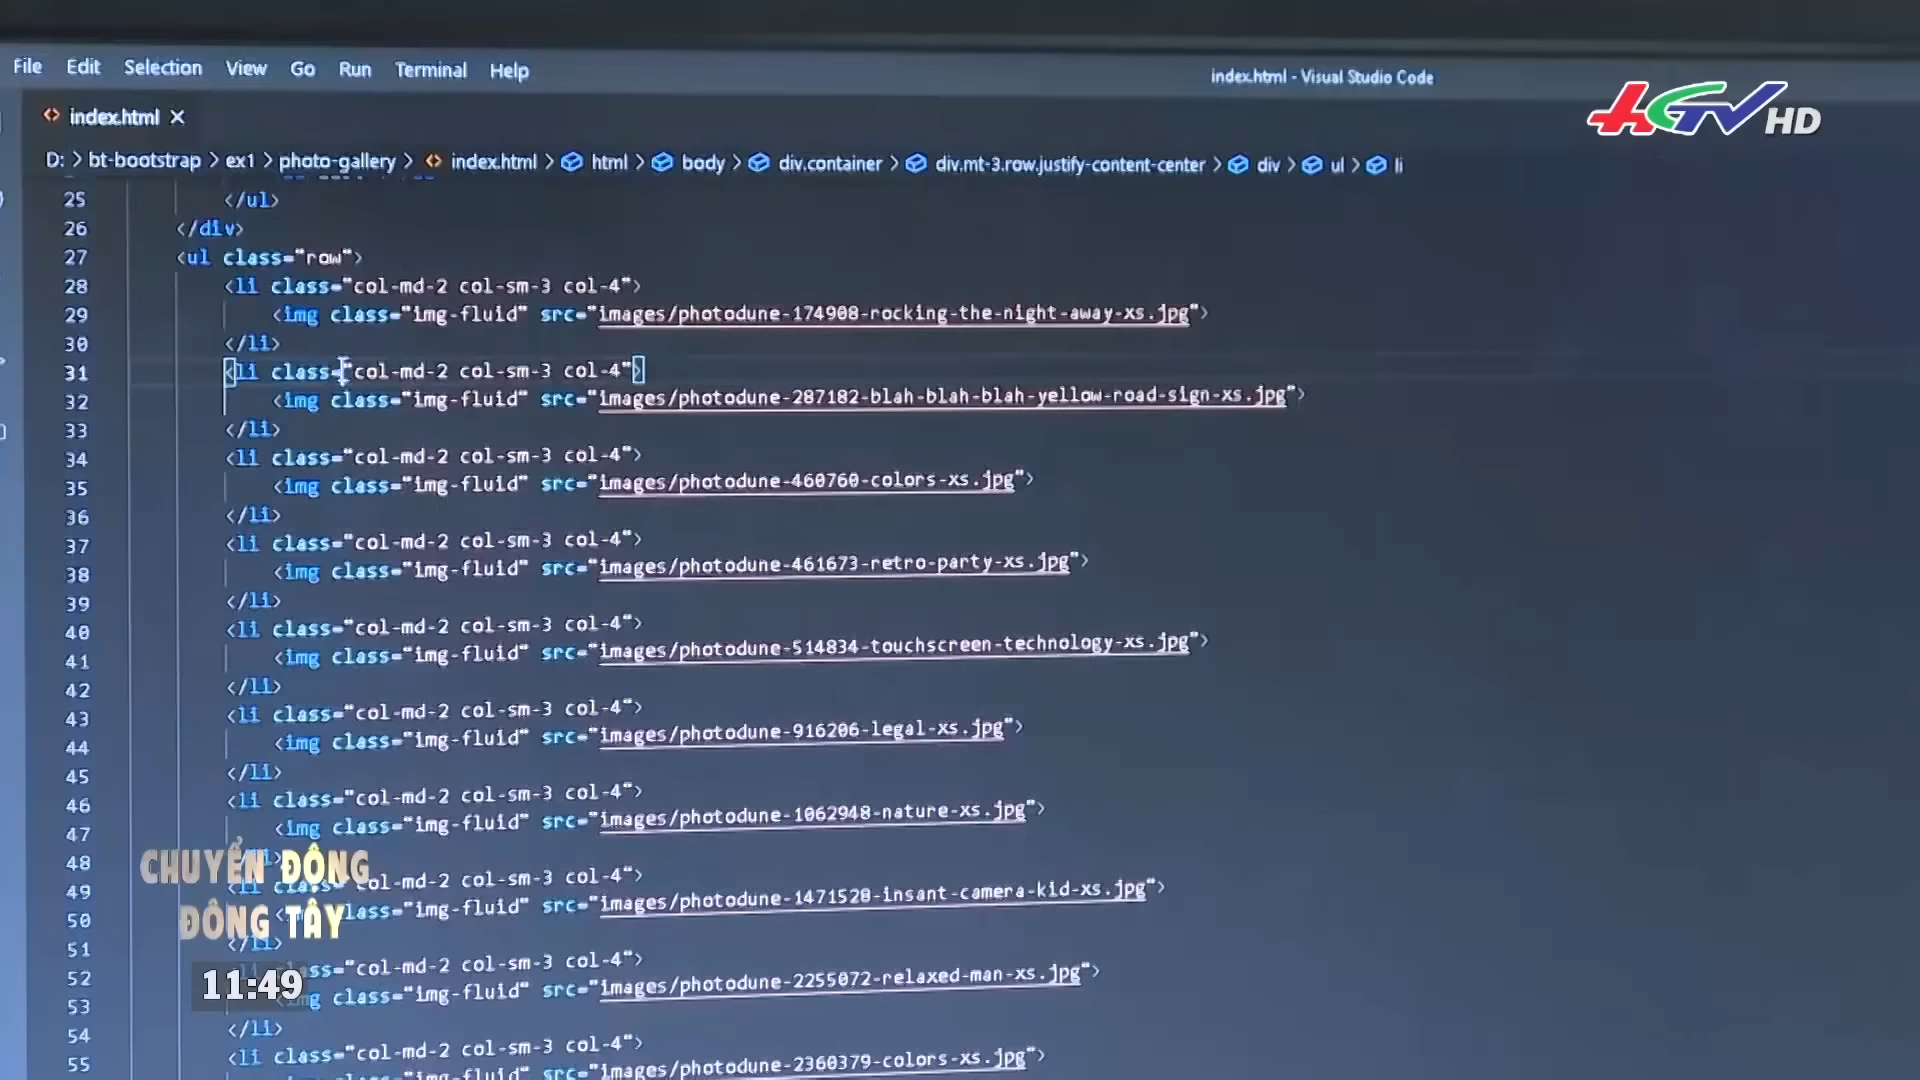 File Edit Selection View Go Run Terminal Help
index.html - Visual Studio Code
HGTV HD
index.html ×
D: > bt-bootstrap > ex1 > photo-gallery > <> index.html > html > body > div.container > div.mt-3.row.justify-content-center > div > ul > li
25 </ul>
26 </div>
27 <ul class="row">
28 <li class="col-md-2 col-sm-3 col-4">
29 <img class="img-fluid" src="images/photodune-174908-rocking-the-night-away-xs.jpg">
30 </li>
31 <li class="col-md-2 col-sm-3 col-4">
32 <img class="img-fluid" src="images/photodune-287182-blah-blah-blah-yellow-road-sign-xs.jpg">
33 </li>
34 <li class="col-md-2 col-sm-3 col-4">
35 <img class="img-fluid" src="images/photodune-460760-colors-xs.jpg">
36 </li>
37 <li class="col-md-2 col-sm-3 col-4">
38 <img class="img-fluid" src="images/photodune-461673-retro-party-xs.jpg">
39 </li>
40 <li class="col-md-2 col-sm-3 col-4">
41 <img class="img-fluid" src="images/photodune-514834-touchscreen-technology-xs.jpg">
42 </li>
43 <li class="col-md-2 col-sm-3 col-4">
44 <img class="img-fluid" src="images/photodune-916206-legal-xs.jpg">
45 </li>
46 <li class="col-md-2 col-sm-3 col-4">
47 <img class="img-fluid" src="images/photodune-1062948-nature-xs.jpg">
48
49 col-md-2 col-sm-3 col-4">
50 class="img-fluid" src="images/photodune-1471528-insant-camera-kid-xs.jpg">
51 </li>
52 "col-md-2 col-sm-3 col-4">
53 class="img-fluid" src="images/photodune-2255072-relaxed-man-xs.jpg">
54 </li>
55 <li class="col-md-2 col-sm-3 col-4">
class="img-fluid" src="images/photodune-2360379-colors-xs.jpg">
CHUYỂN ĐỘNG
ĐÔNG TÂY
11:49